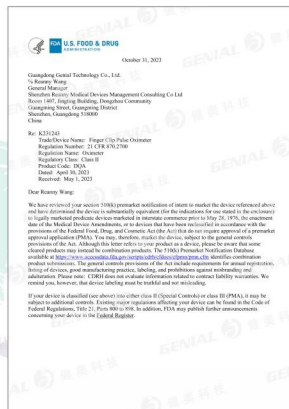 FDA U.S. FOOD & DRUG
ADMINISTRATION
October 31, 2023
Guangdong Genial Technology Co., Ltd.
℅ Reanny Wang
General Manager
Shenzhen Reanny Medical Devices Management Consulting Co Ltd
Room 1407, Jingting Building, Dongzhou Community
Guangming Street, Guangming District
Shenzhen, Guangdong 518000
China
Re: K231243
Trade/Device Name: Finger Clip Pulse Oximeter
Regulation Number: 21 CFR 870.2700
Regulation Name: Oximeter
Regulatory Class: Class II
Product Code: DQA
Dated: April 30, 2023
Received: May 1, 2023
Dear Reanny Wang:
We have reviewed your section 510(k) premarket notification of intent to market the device referenced above
and have determined the device is substantially equivalent (for the indications for use stated in the enclosure)
to legally marketed predicate devices marketed in interstate commerce prior to May 28, 1976, the enactment
date of the Medical Device Amendments, or to devices that have been reclassified in accordance with the
provisions of the Federal Food, Drug, and Cosmetic Act (the Act) that do not require approval of a premarket
approval application (PMA). You may, therefore, market the device, subject to the general controls
provisions of the Act. Although this letter refers to your product as a device, please be aware that some
cleared products may instead be combination products. The 510(k) Premarket Notification Database
available at https://www.accessdata.fda.gov/scripts/cdrh/cfdocs/cfpmn/pmn.cfm identifies combination
product submissions. The general controls provisions of the Act include requirements for annual registration,
listing of devices, good manufacturing practice, labeling, and prohibitions against misbranding and
adulteration. Please note: CDRH does not evaluate information related to contract liability warranties. We
remind you, however, that device labeling must be truthful and not misleading.
If your device is classified (see above) into either class II (Special Controls) or class III (PMA), it may be
subject to additional controls. Existing major regulations affecting your device can be found in the Code of
Federal Regulations, Title 21, Parts 800 to 898. In addition, FDA may publish further announcements
concerning your device in the Federal Register.
GENIAL